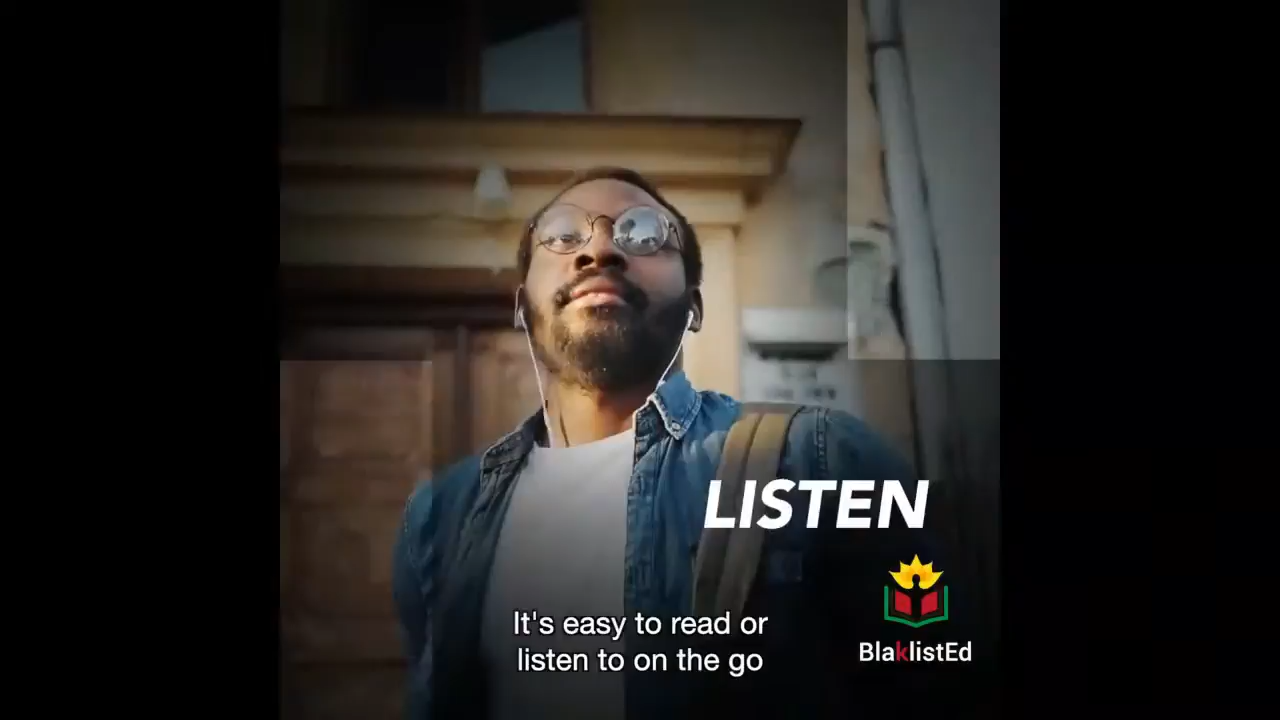 LISTEN
It's easy to read or
listen to on the go
BlaklistEd